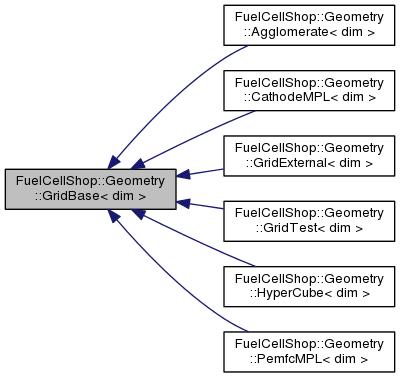 FuelCellShop::Geometry
::Agglomerate< dim >
FuelCellShop::Geometry
::CathodeMPL< dim >
FuelCellShop::Geometry
::GridExternal< dim >
FuelCellShop::Geometry
::GridBase< dim >
FuelCellShop::Geometry
::GridTest< dim >
FuelCellShop::Geometry
::HyperCube< dim >
FuelCellShop::Geometry
::PemfcMPL< dim >